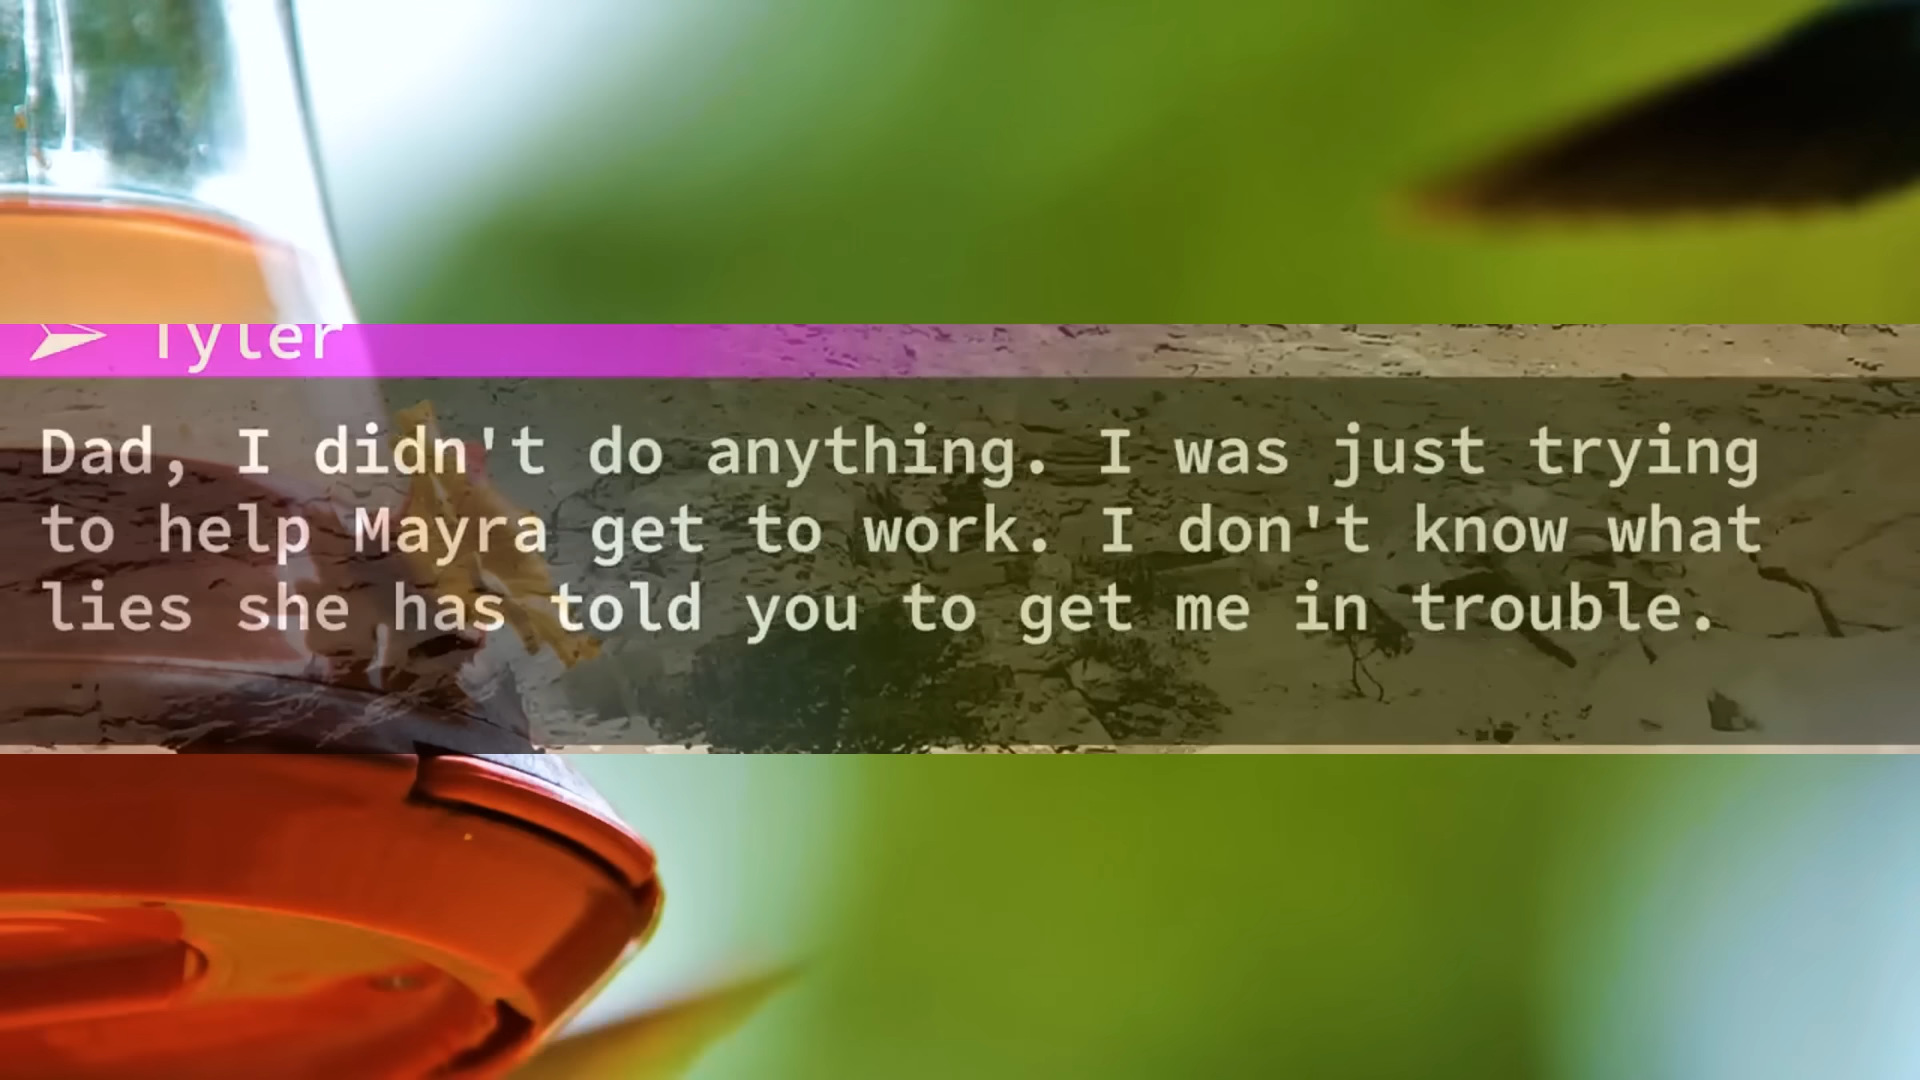 Tyler
Dad, I didn't do anything. I was just trying
to help Mayra get to work. I don't know what
lies she has told you to get me in trouble.